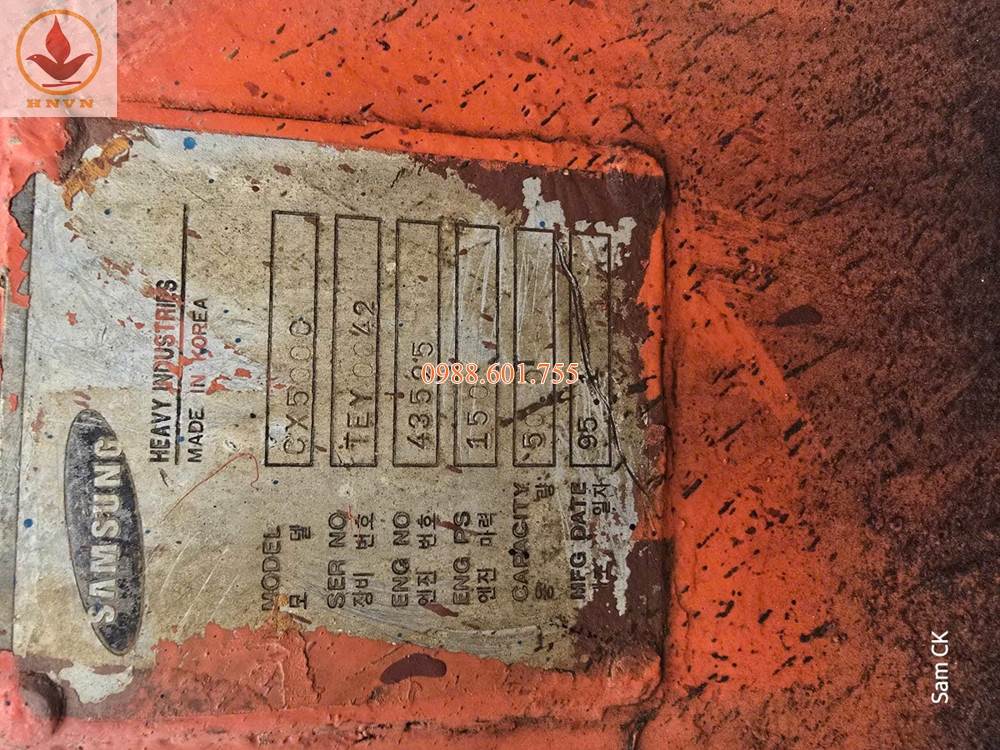 HNVN
SAMSUNG
HEAVY INDUSTRIES
MADE IN KOREA
MODEL CX5000C
모 델
SER NO TEY0042
장비 번호
ENG NO
엔진 번호
ENG PS
엔진 마력
CAPACITY
용 량
MFG DATE 95
일자
0988.601.755
Sam CK